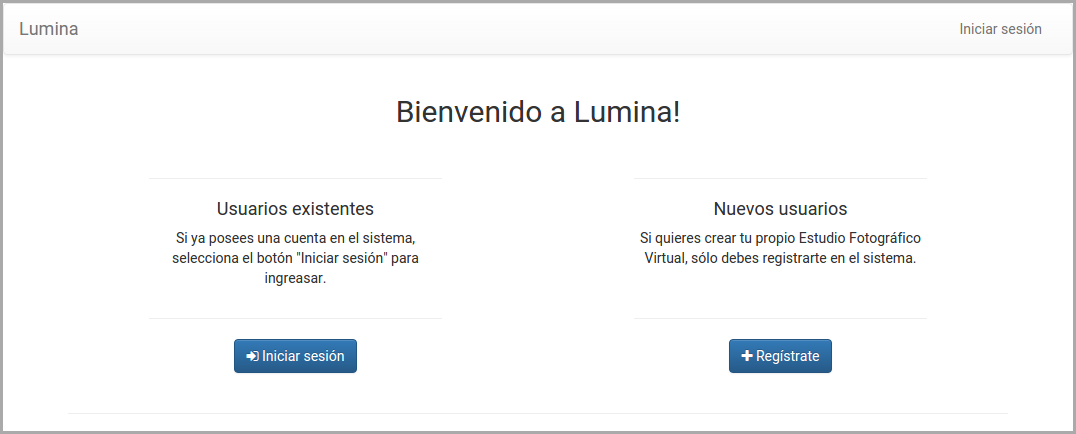 Lumina
Iniciar sesión
Bienvenido a Lumina!
Usuarios existentes
Si ya posees una cuenta en el sistema,
selecciona el botón "Iniciar sesión" para
ingreasar.
Iniciar sesión
Nuevos usuarios
Si quieres crear tu propio Estudio Fotográfico
Virtual, sólo debes registrarte en el sistema.
Regístrate